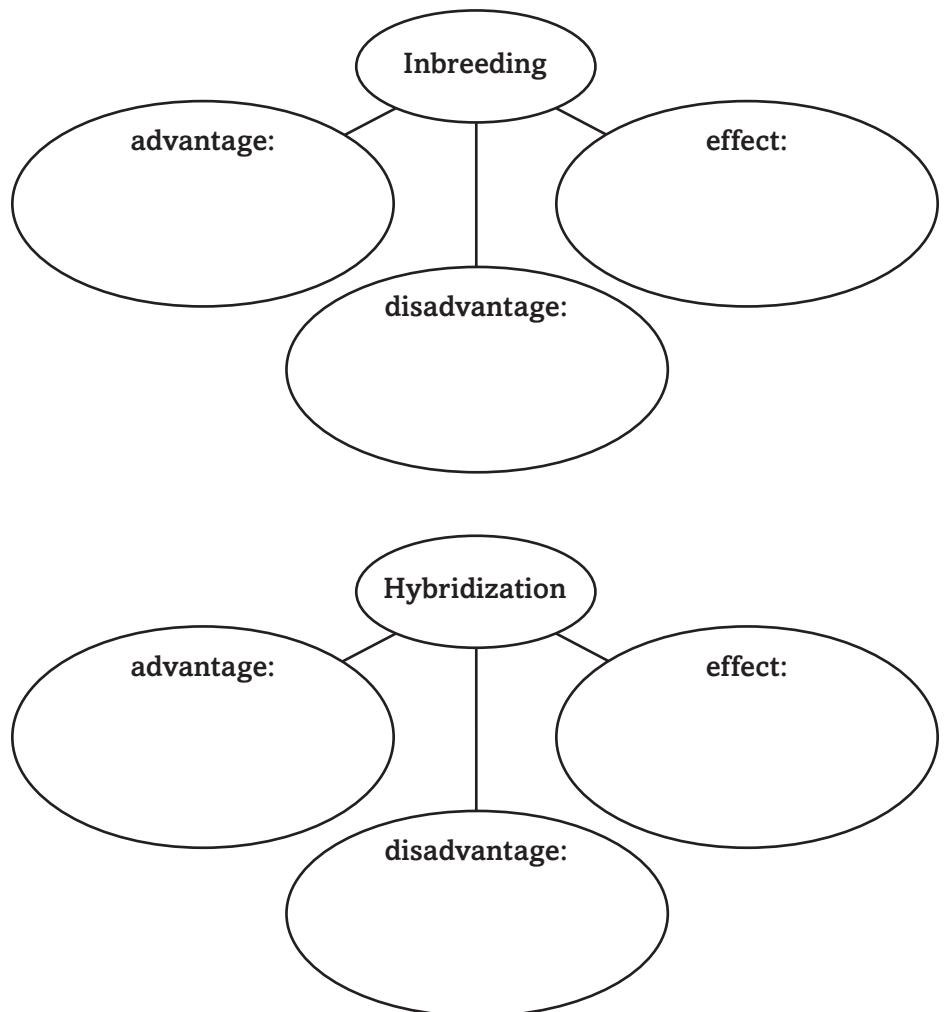 Inbreeding
advantage:
effect:
disadvantage:
Hybridization
advantage:
effect:
disadvantage: